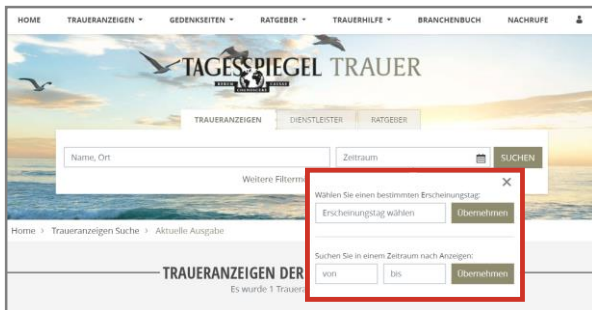 HOME TRAUERANZEIGEN GEDENKSEITEN RATGEBER TRAUERHILFE BRANCHENBUCH NACHRUFE
TAGESSPIEGEL TRAUER
TRAUERANZEIGEN DIENSTLEISTER RATGEBER
Name, Ort Zeitraum SUCHEN
Weitere
Wählen Sie einen bestimmten Erscheinungstag:
Erscheinungstag wählen Übernehmen
Home > Traueranzeigen Suche > Aktuelle Ausgabe
Suchen Sie in einem Zeitraum nach Anzeigen:
von bis Übernehmen
TRAUERANZEIGEN DER
Es wurde 1